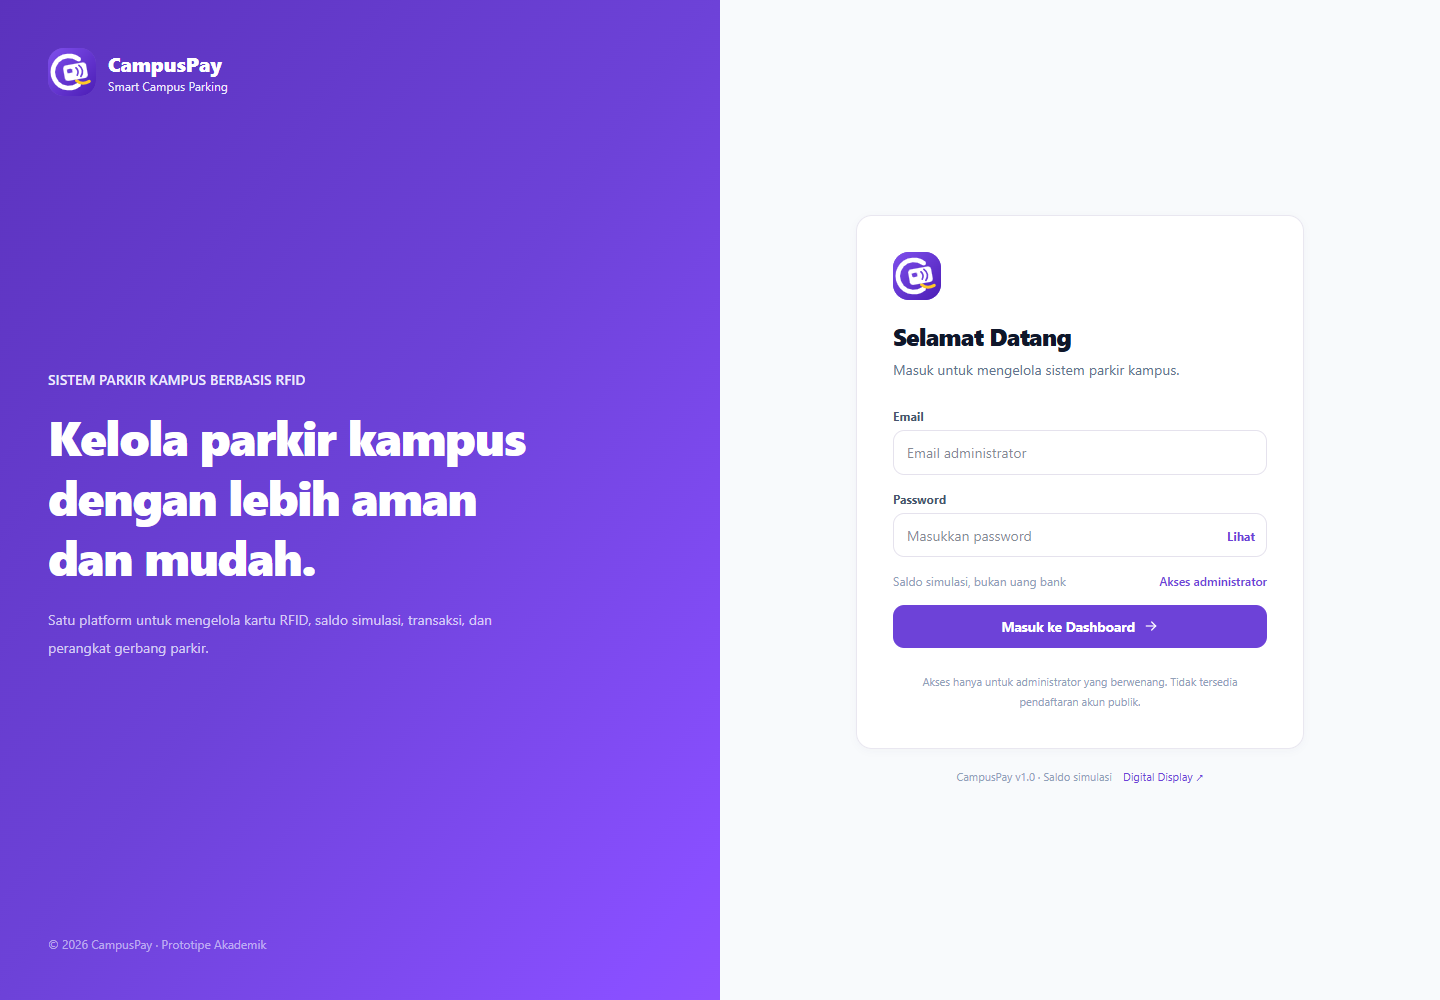 CampusPay
Smart Campus Parking
SISTEM PARKIR KAMPUS BERBASIS RFID
Kelola parkir kampus
dengan lebih aman
dan mudah.
Satu platform untuk mengelola kartu RFID, saldo simulasi, transaksi, dan
perangkat gerbang parkir.
© 2026 CampusPay · Prototipe Akademik
Selamat Datang
Masuk untuk mengelola sistem parkir kampus.
Email
Email administrator
Password
Masukkan password Lihat
Saldo simulasi, bukan uang bank Akses administrator
Masuk ke Dashboard →
Akses hanya untuk administrator yang berwenang. Tidak tersedia
pendaftaran akun publik.
CampusPay v1.0 · Saldo simulasi Digital Display ↗